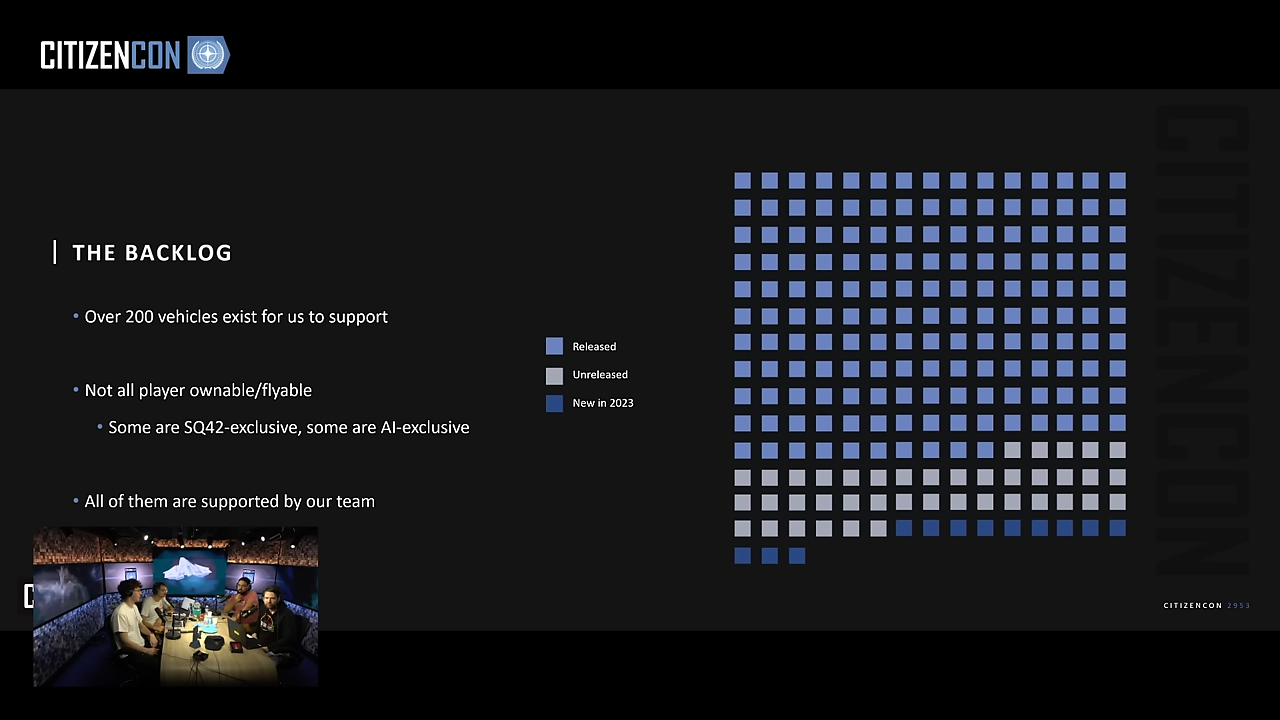 CITIZENCON
THE BACKLOG
• Over 200 vehicles exist for us to support
• Not all player ownable/flyable
• Some are SQ42-exclusive, some are AI-exclusive
• All of them are supported by our team
Released
Unreleased
New in 2023
CITIZENCON
CITIZENCON 2953